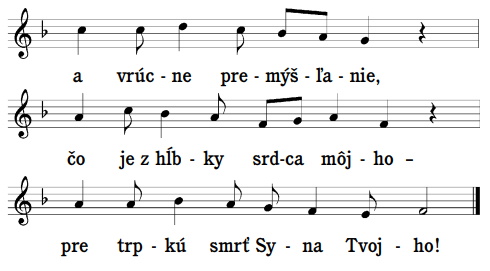 a vrúc - ne pre - mýš - ľa - nie,
čo je z hĺb - ky srd - ca môj - ho –
pre trp - kú smrť Sy - na Tvoj - ho!